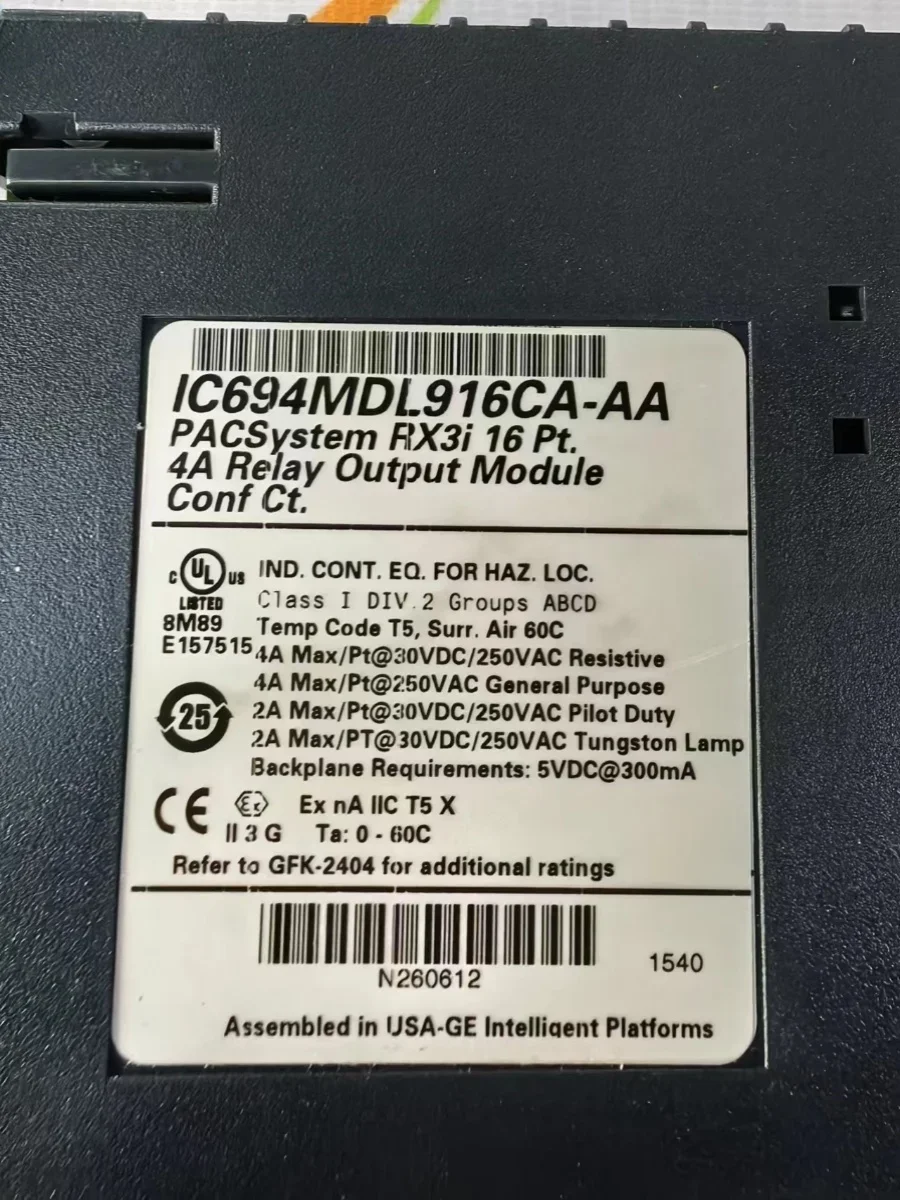 IC694MDL916CA-AA
PACSystem RX3i 16 Pt.
4A Relay Output Module
Conf Ct.
C UL US
LISTED
8M89
E157515
IND. CONT. EQ. FOR HAZ. LOC.
Class I DIV.2 Groups ABCD
Temp Code T5, Surr. Air 60C
4A Max/Pt@30VDC/250VAC Resistive
4A Max/Pt@250VAC General Purpose
2A Max/Pt@30VDC/250VAC Pilot Duty
2A Max/PT@30VDC/250VAC Tungston Lamp
Backplane Requirements: 5VDC@300mA
25
CE Ex Ex nA IIC T5 X
II 3 G Ta: 0 - 60C
Refer to GFK-2404 for additional ratings
N260612
1540
Assembled in USA-GE Intelligent Platforms